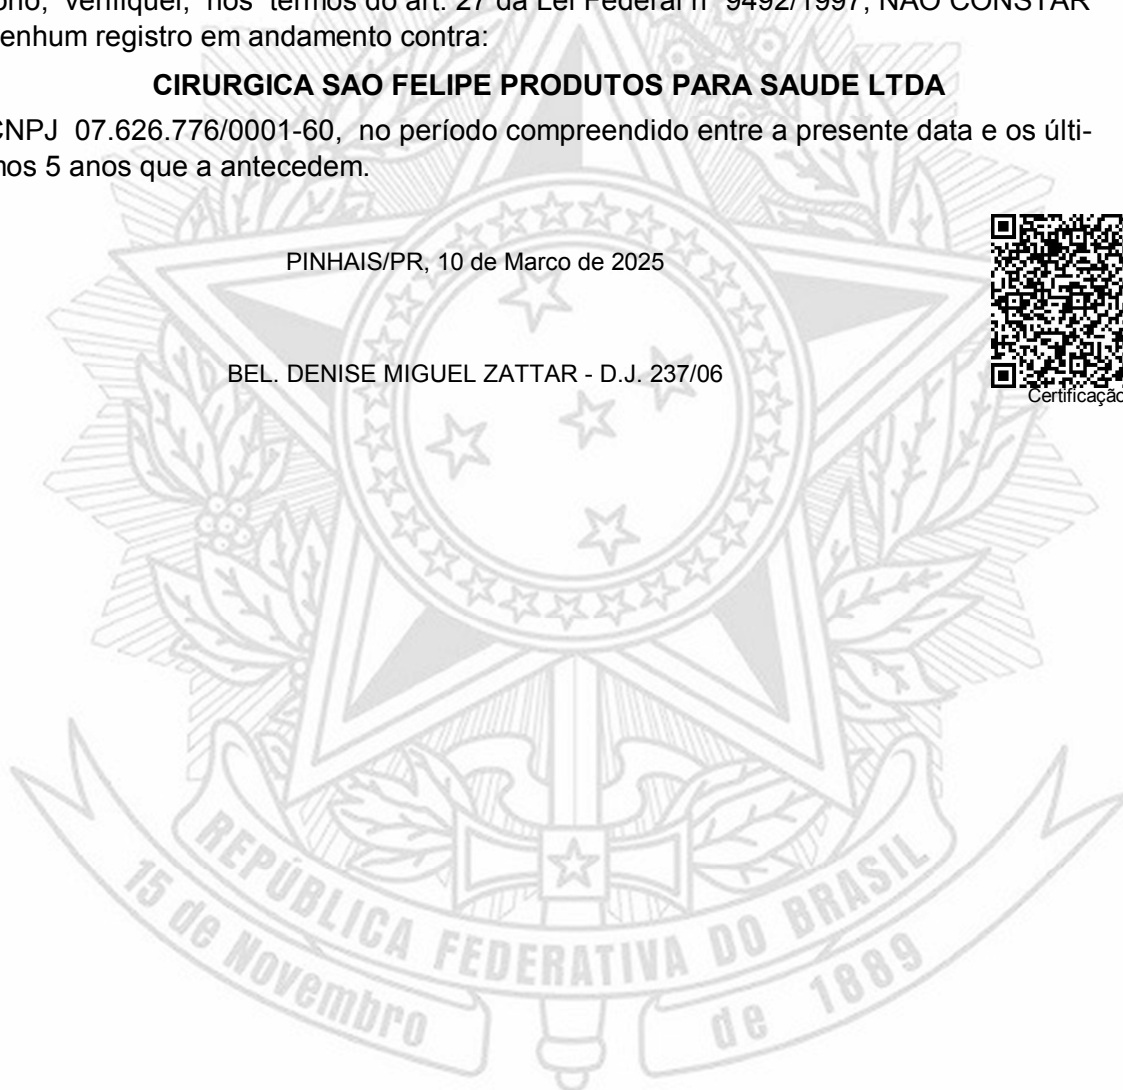 ório, verifiquei, nos termos do art. 27 da Lei Federal nº 9492/1997, NÃO CONSTAR
enhum registro em andamento contra:
CIRURGICA SAO FELIPE PRODUTOS PARA SAUDE LTDA
CNPJ 07.626.776/0001-60, no período compreendido entre a presente data e os últi-
mos 5 anos que a antecedem.
PINHAIS/PR, 10 de Marco de 2025
BEL. DENISE MIGUEL ZATTAR - D.J. 237/06
Certificação
REPÚBLICA FEDERATIVA DO BRASIL
15 de Novembro de 1889